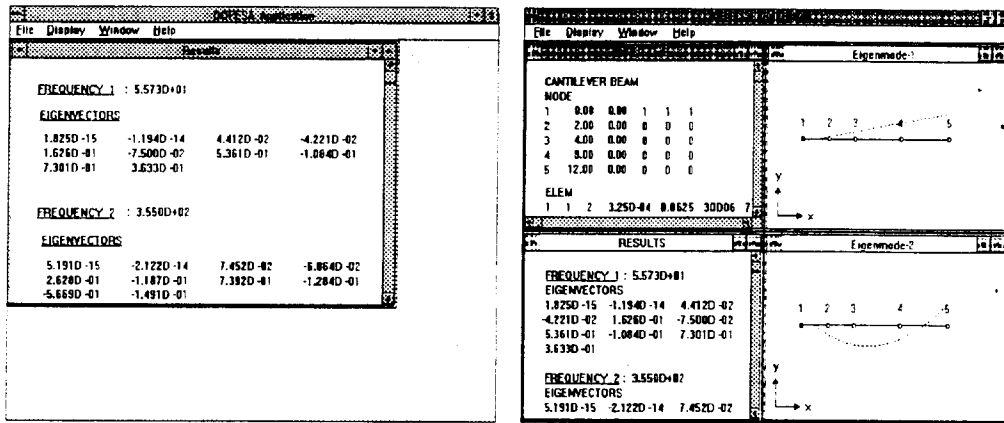 DOPESA Application
File Display Window Help
Results
FREQUENCY 1 : 5.573D+01
EIGENVECTORS
1.825D -15 -1.194D -14 4.412D -02 -4.221D -02
1.626D -01 -7.500D -02 5.361D -01 -1.084D -01
7.301D -01 3.633D -01
FREQUENCY 2 : 3.550D+02
EIGENVECTORS
5.191D -15 -2.122D -14 7.452D -02 -6.864D -02
2.628D -01 -1.187D -01 7.392D -01 -1.284D -01
-5.669D -01 -1.491D -01
File Display Window Help
CANTILEVER BEAM
NODE
1 0.00 0.00 1 1 1
2 2.00 0.00 0 0 0
3 4.00 0.00 0 0 0
4 8.00 0.00 0 0 0
5 12.00 0.00 0 0 0
ELEM
1 1 2 3.25D-04 0.0625 30D06 7
Eigenmode-1
1 2 3 4 5
y
x
RESULTS
FREQUENCY 1 : 5.573D+01
EIGENVECTORS
1.825D -15 -1.194D -14 4.412D -02
-4.221D -02 1.626D -01 -7.500D -02
5.361D -01 -1.084D -01 7.301D -01
3.633D -01
FREQUENCY 2 : 3.550D+02
EIGENVECTORS
5.191D -15 -2.122D -14 7.452D -02
Eigenmode-2
1 2 3 4 5
y
x